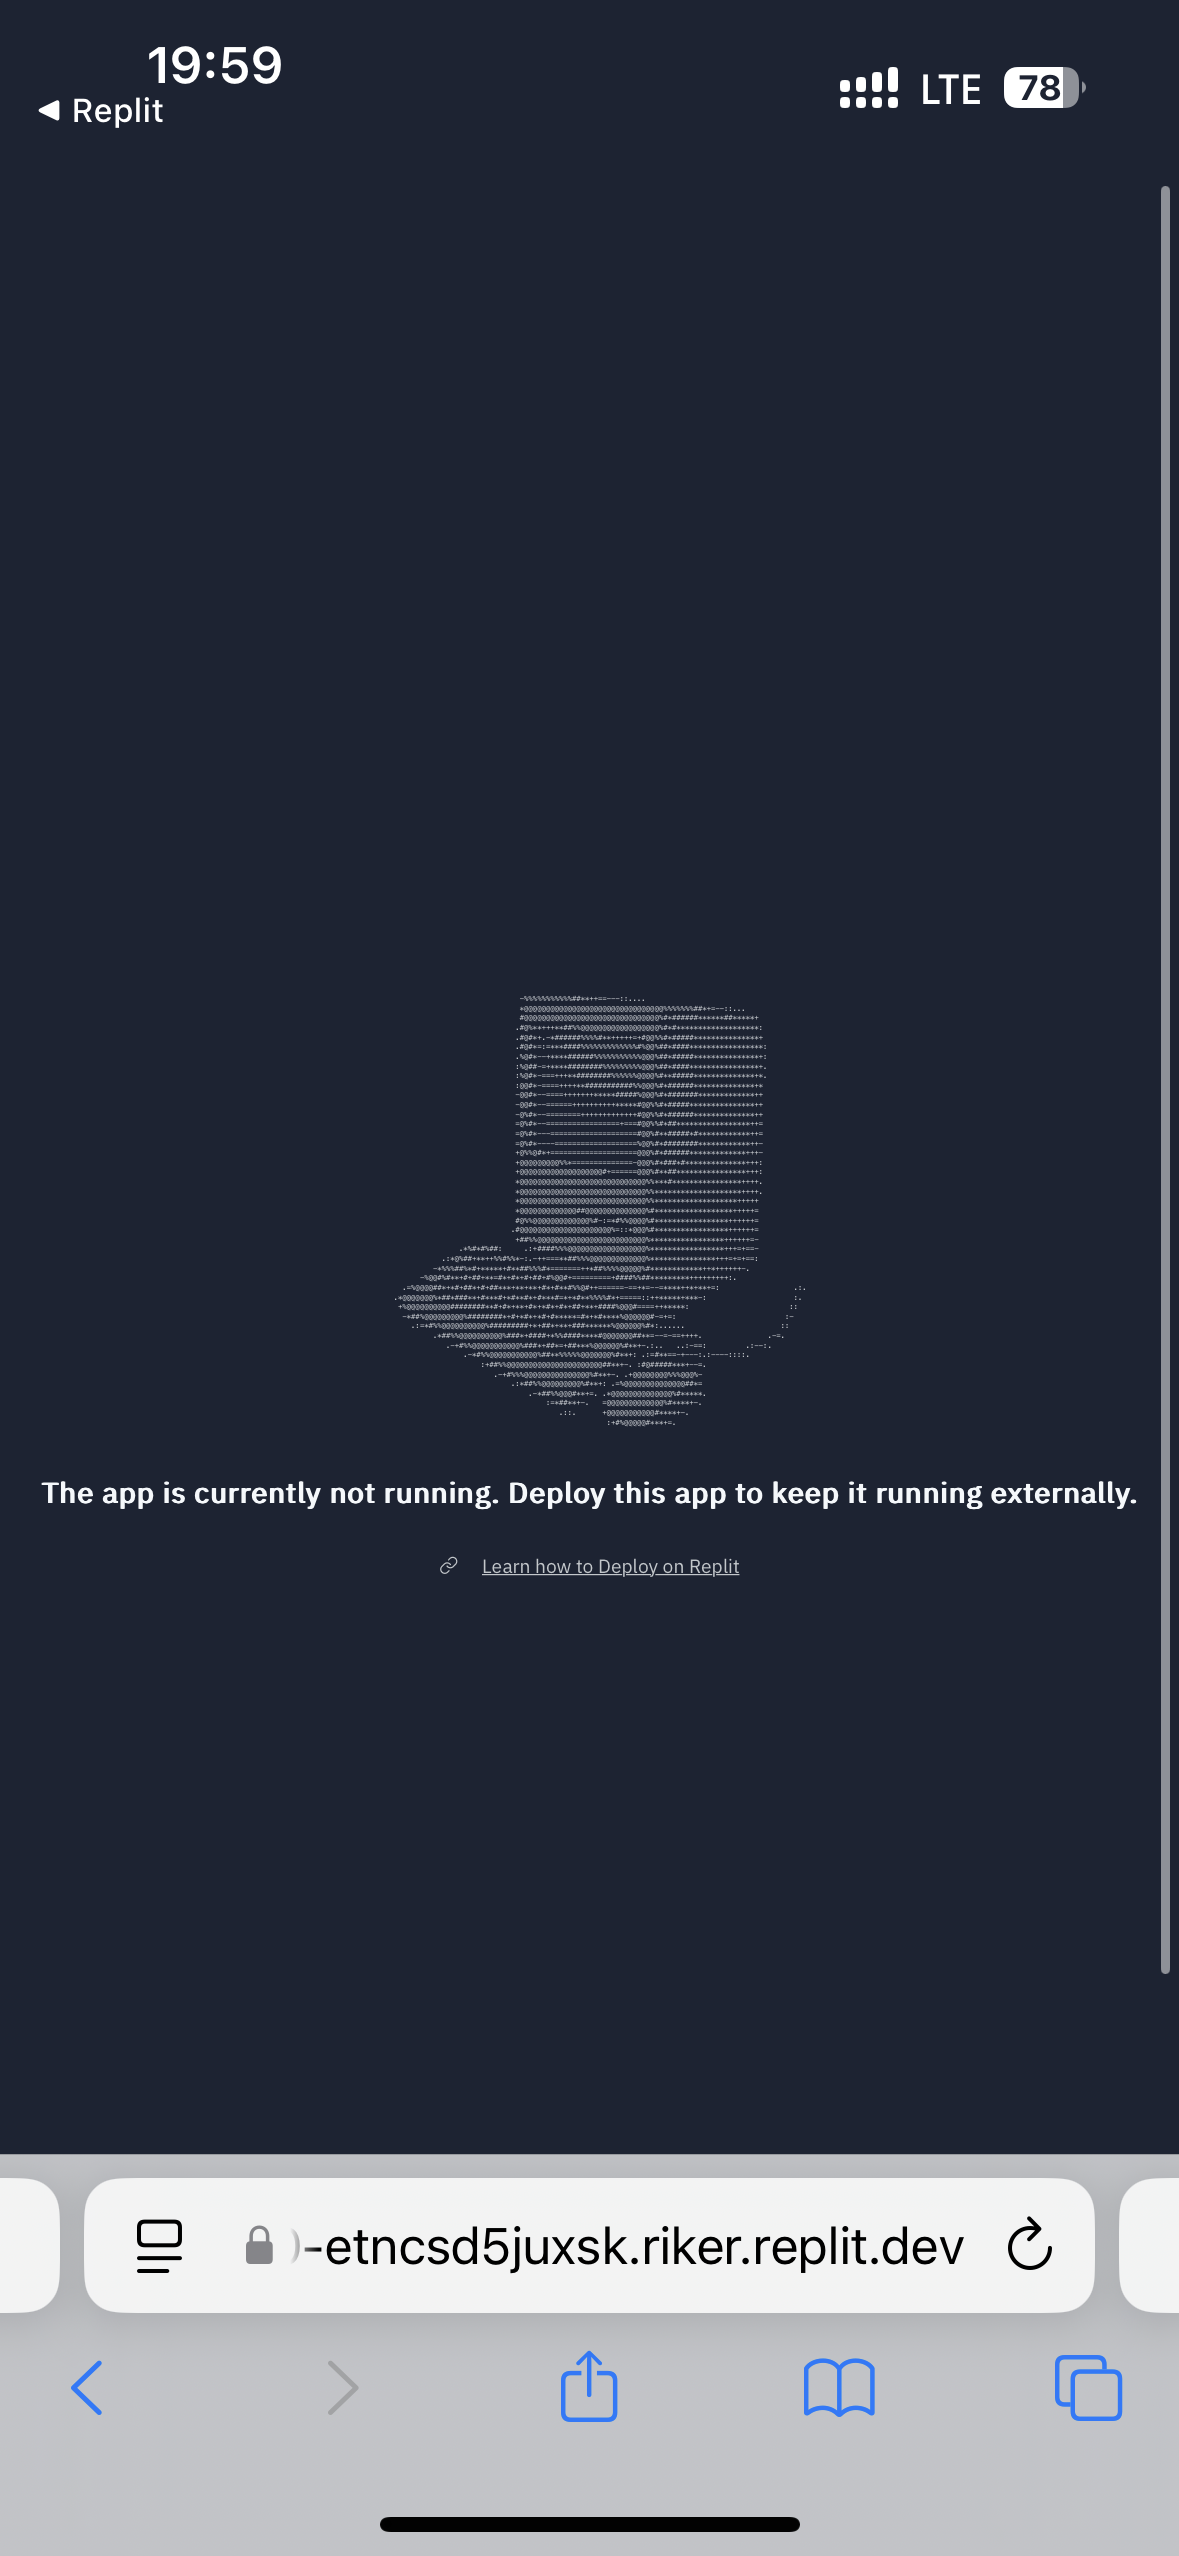 19:59
Replit
LTE
78
The app is currently not running. Deploy this app to keep it running externally.
Learn how to Deploy on Replit
-etncsd5juxsk.riker.replit.dev